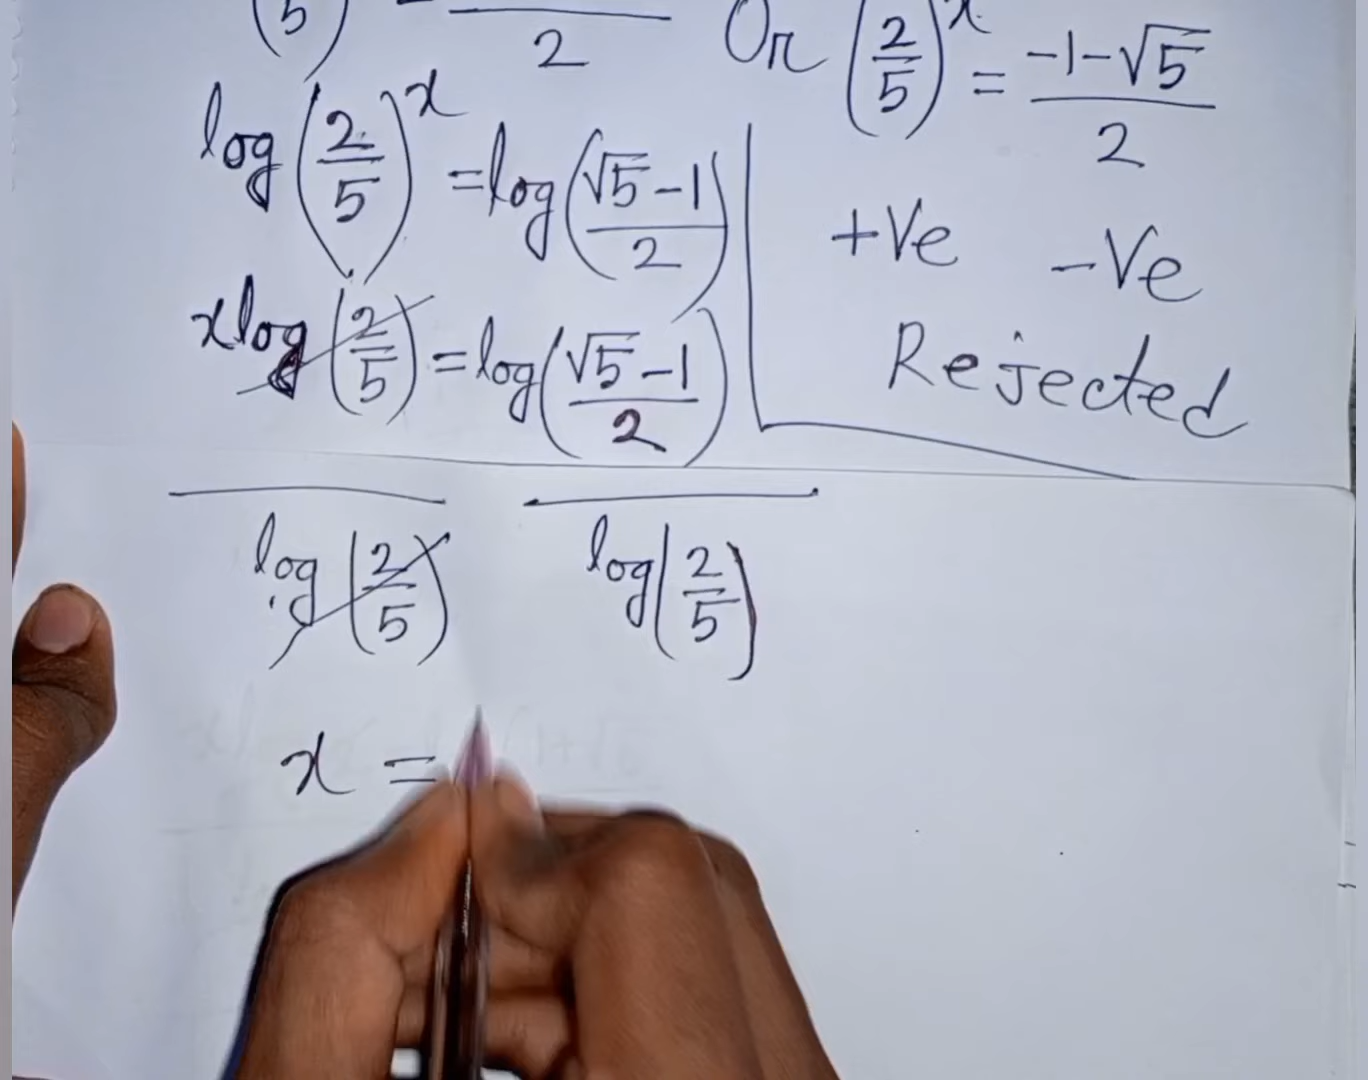 5) 2 Or (2/5)^x = (-1-√5)/2
log(2/5)^x = log((√5-1)/2)
+Ve -Ve
x log(2/5) = log((√5-1)/2)
Rejected
log(2/5) log(2/5)
x =